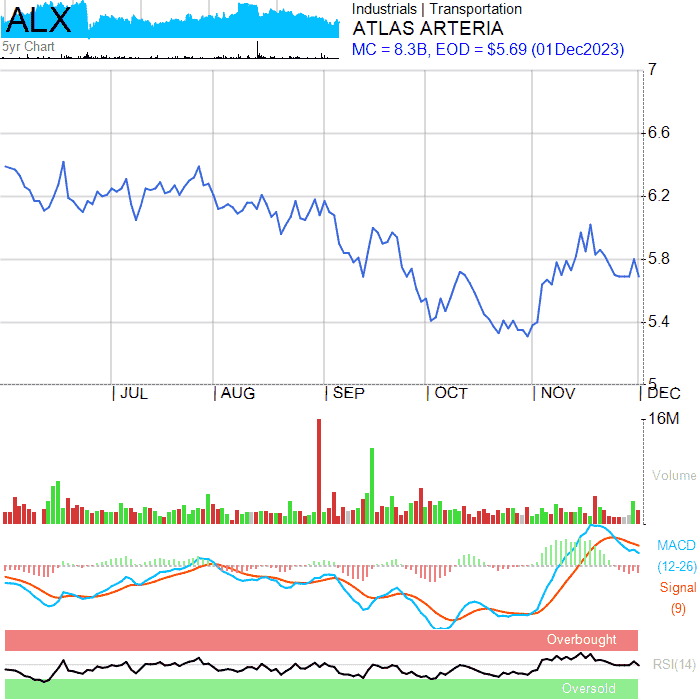 ALX
5yr Chart
Industrials | Transportation
ATLAS ARTERIA
MC = 8.3B, EOD = $5.69 (01Dec2023)
7
6.6
6.2
5.8
5.4
5
| JUL | AUG | SEP | OCT | NOV | DEC
16M
Volume
MACD
(12-26)
Signal
(9)
Overbought
RSI(14)
Oversold